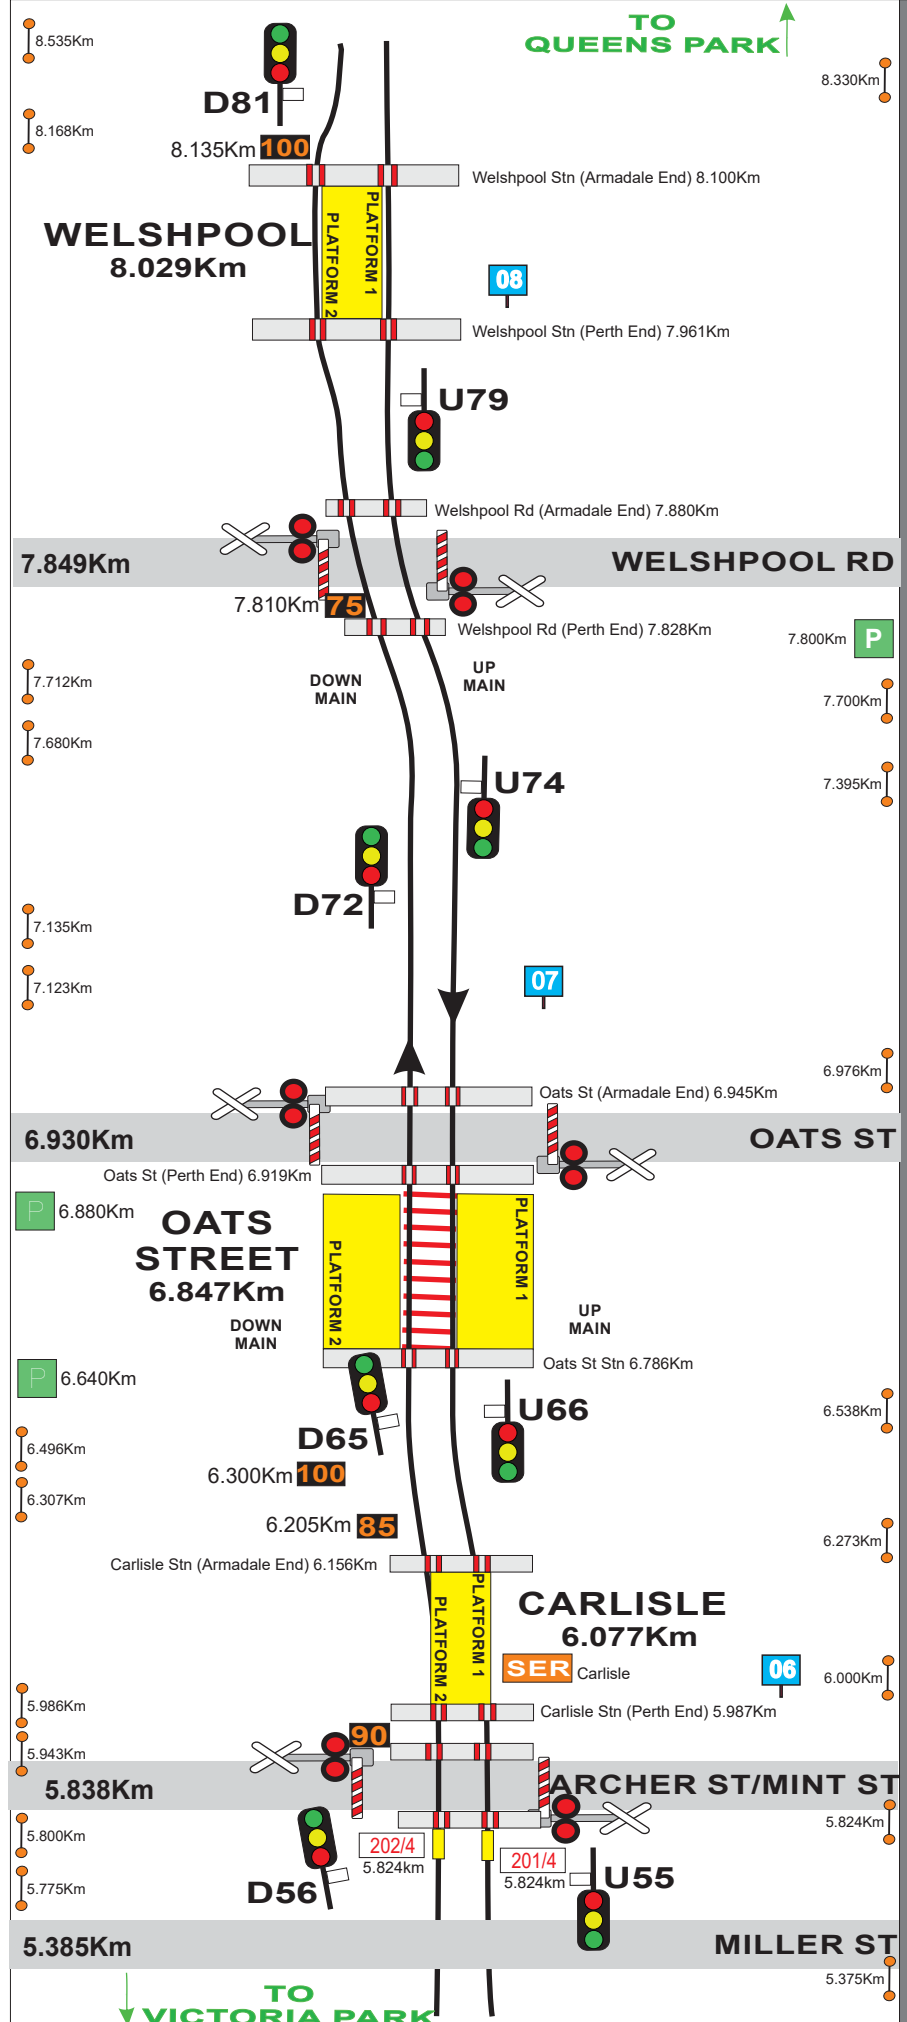 TO
QUEENS PARK
8.535Km
8.330Km
D81
8.168Km
8.135Km 100
Welshpool Stn (Armadale End) 8.100Km
PLATFORM 2
PLATFORM 1
WELSHPOOL
8.029Km
08
Welshpool Stn (Perth End) 7.961Km
U79
Welshpool Rd (Armadale End) 7.880Km
7.849Km
WELSHPOOL RD
7.810Km 75
Welshpool Rd (Perth End) 7.828Km
7.800Km P
DOWN
MAIN
UP
MAIN
7.712Km
7.700Km
7.680Km
U74
7.395Km
D72
7.135Km
07
7.123Km
6.976Km
Oats St (Armadale End) 6.945Km
6.930Km
OATS ST
Oats St (Perth End) 6.919Km
P 6.880Km
OATS
STREET
6.847Km
PLATFORM 2
PLATFORM 1
DOWN
MAIN
UP
MAIN
Oats St Stn 6.786Km
P 6.640Km
U66
6.538Km
D65
6.496Km
6.300Km 100
6.307Km
6.205Km 85
6.273Km
Carlisle Stn (Armadale End) 6.156Km
PLATFORM 2
PLATFORM 1
CARLISLE
6.077Km
SER Carlisle
06
6.000Km
5.986Km
Carlisle Stn (Perth End) 5.987Km
90
5.943Km
5.838Km
ARCHER ST/MINT ST
5.800Km
5.824Km
202/4
5.824km
201/4
5.824km
U55
5.775Km
D56
5.385Km
MILLER ST
5.375Km
TO
VICTORIA PARK